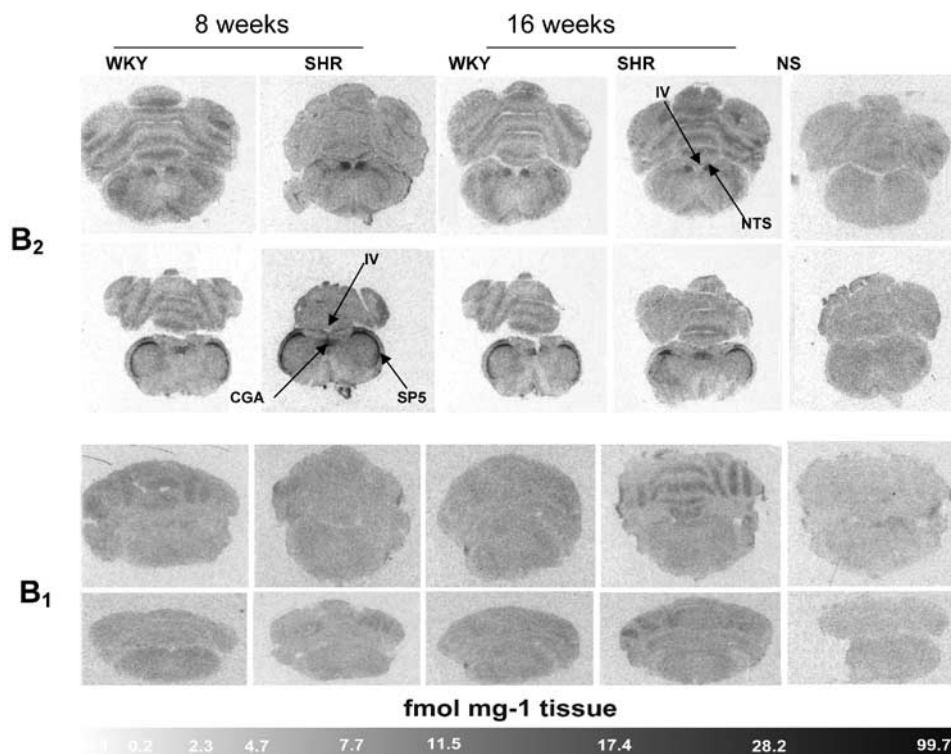 8 weeks 16 weeks
WKY SHR WKY SHR NS
IV
NTS
B2
IV
CGA SP5
B1
fmol mg-1 tissue
0.2 2.3 4.7 7.7 11.5 17.4 28.2 99.7